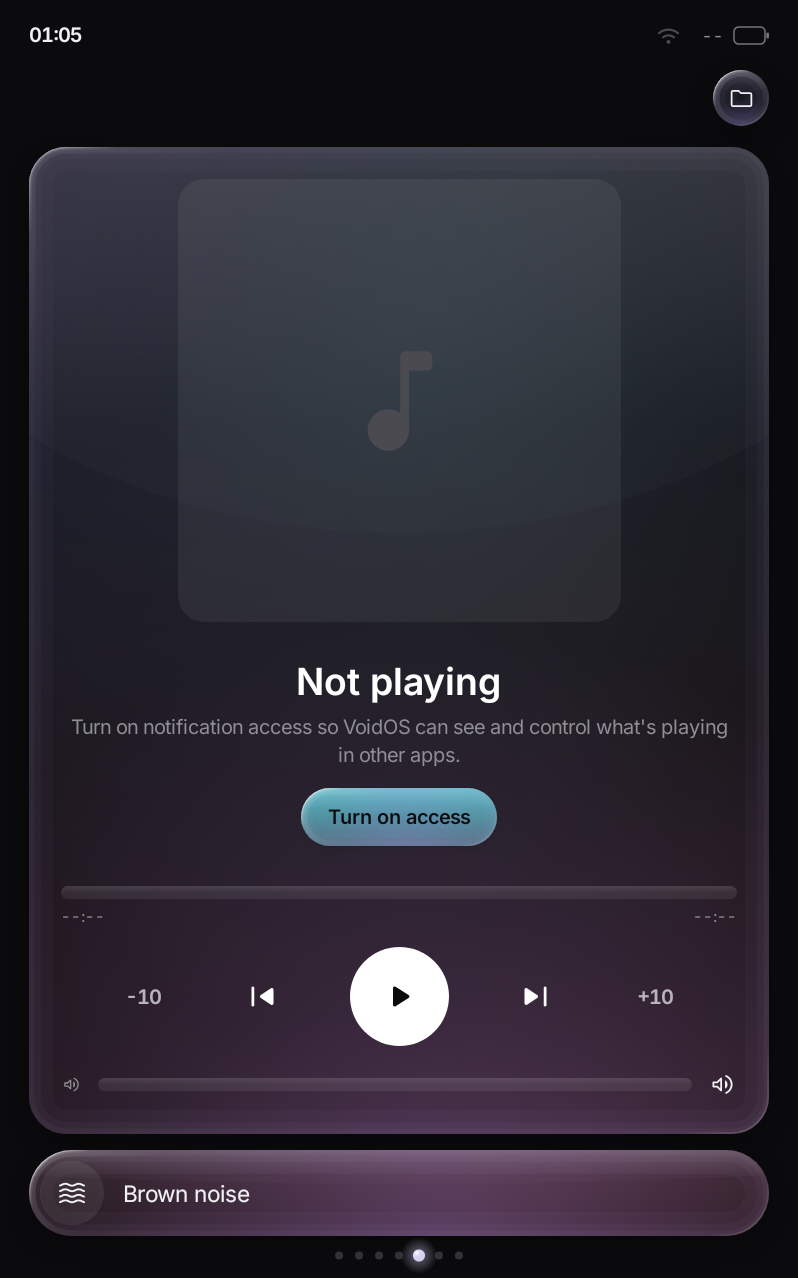 01:05
--
Not playing
Turn on notification access so VoidOS can see and control what's playing
in other apps.
Turn on access
--:-- --:--
-10 +10
Brown noise